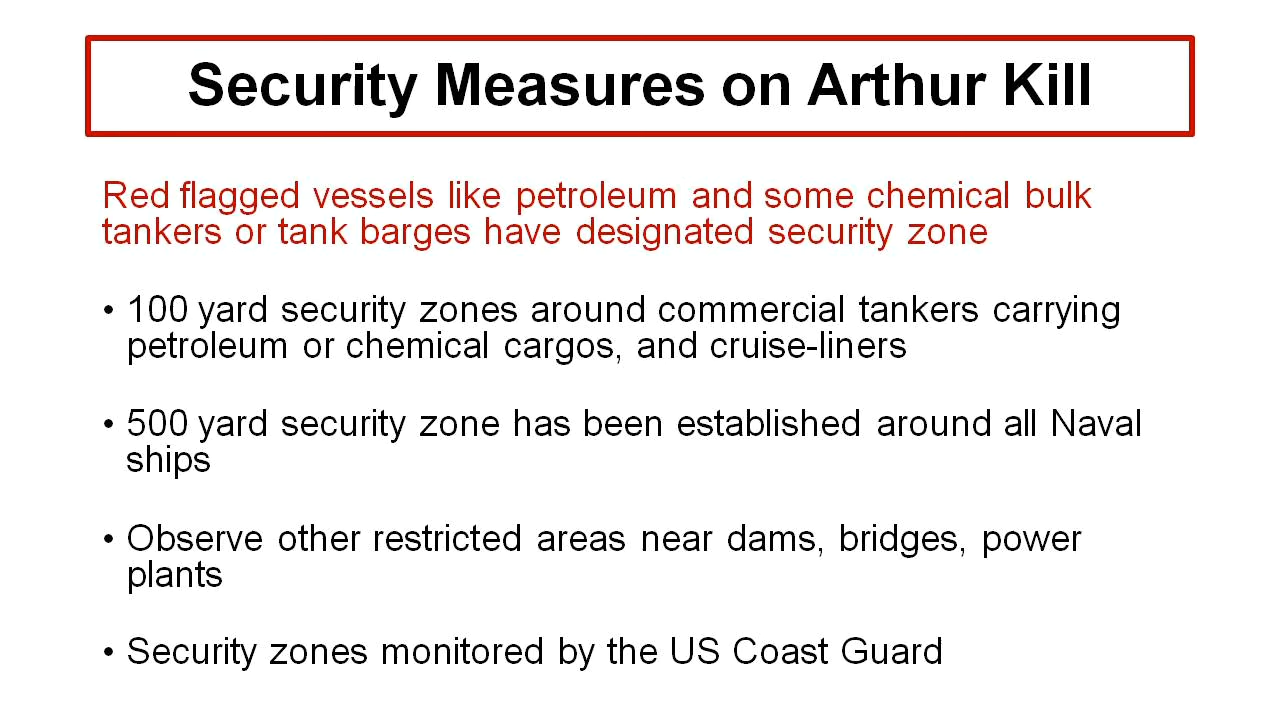 Security Measures on Arthur Kill
Red flagged vessels like petroleum and some chemical bulk
tankers or tank barges have designated security zone
• 100 yard security zones around commercial tankers carrying
petroleum or chemical cargos, and cruise-liners
• 500 yard security zone has been established around all Naval
ships
• Observe other restricted areas near dams, bridges, power
plants
• Security zones monitored by the US Coast Guard